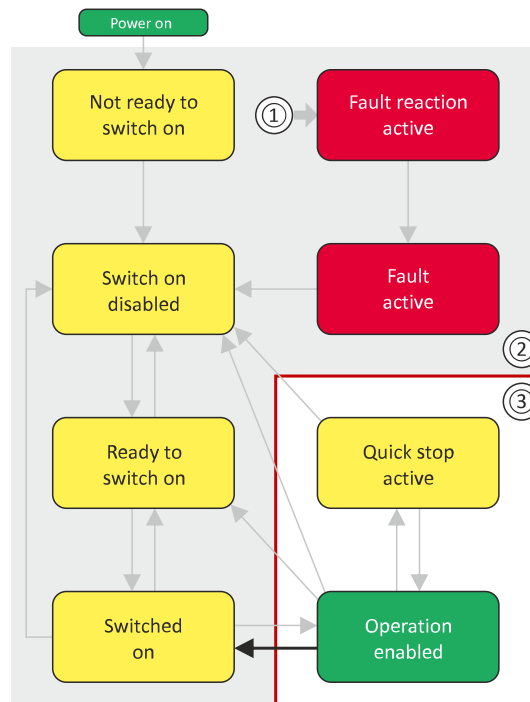 Power on
Not ready to
switch on
①
Fault reaction
active
Switch on
disabled
Fault
active
②
③
Ready to
switch on
Quick stop
active
Switched
on
Operation
enabled